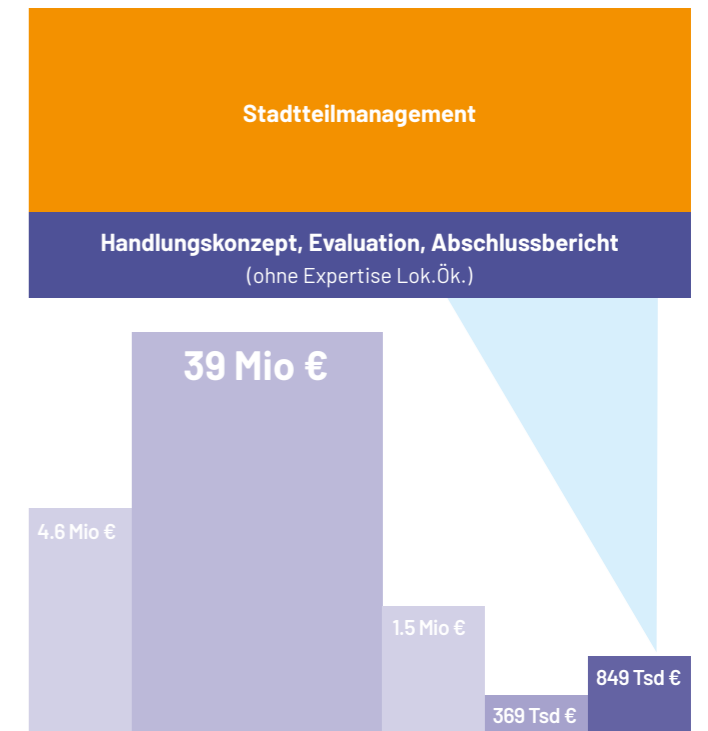 Stadtteilmanagement
Handlungskonzept, Evaluation, Abschlussbericht
(ohne Expertise Lok.Ök.)
39 Mio €
4.6 Mio €
1.5 Mio €
849 Tsd €
369 Tsd €